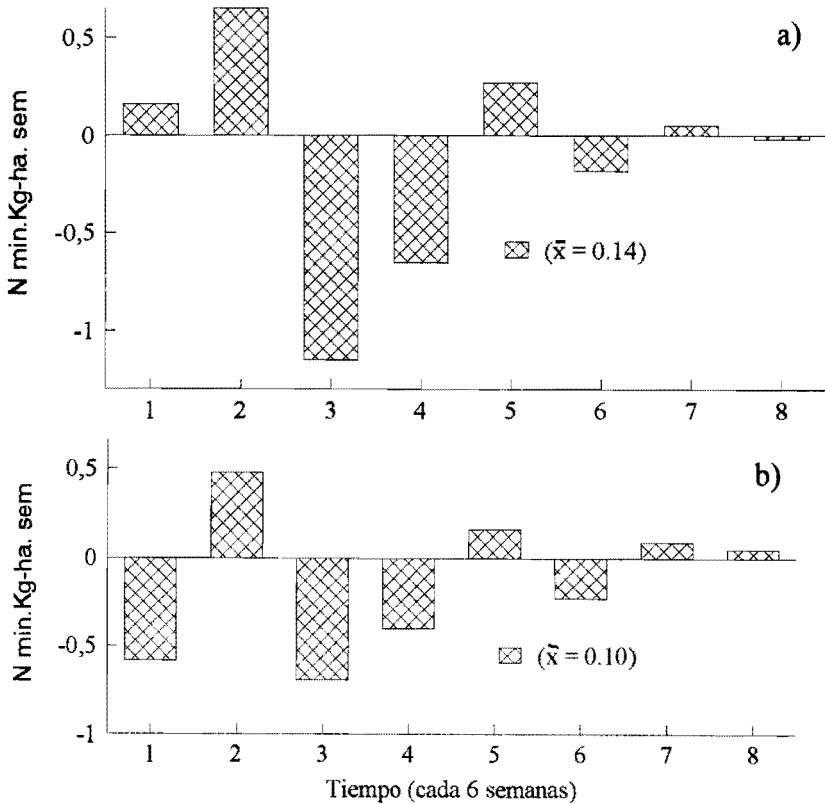 a)
N min.Kg-ha. sem
0,5
0
-0,5
-1
(x̄ = 0.14)
1 2 3 4 5 6 7 8
b)
N min.Kg-ha. sem
0,5
0
-0,5
-1
(x̄ = 0.10)
1 2 3 4 5 6 7 8
Tiempo (cada 6 semanas)